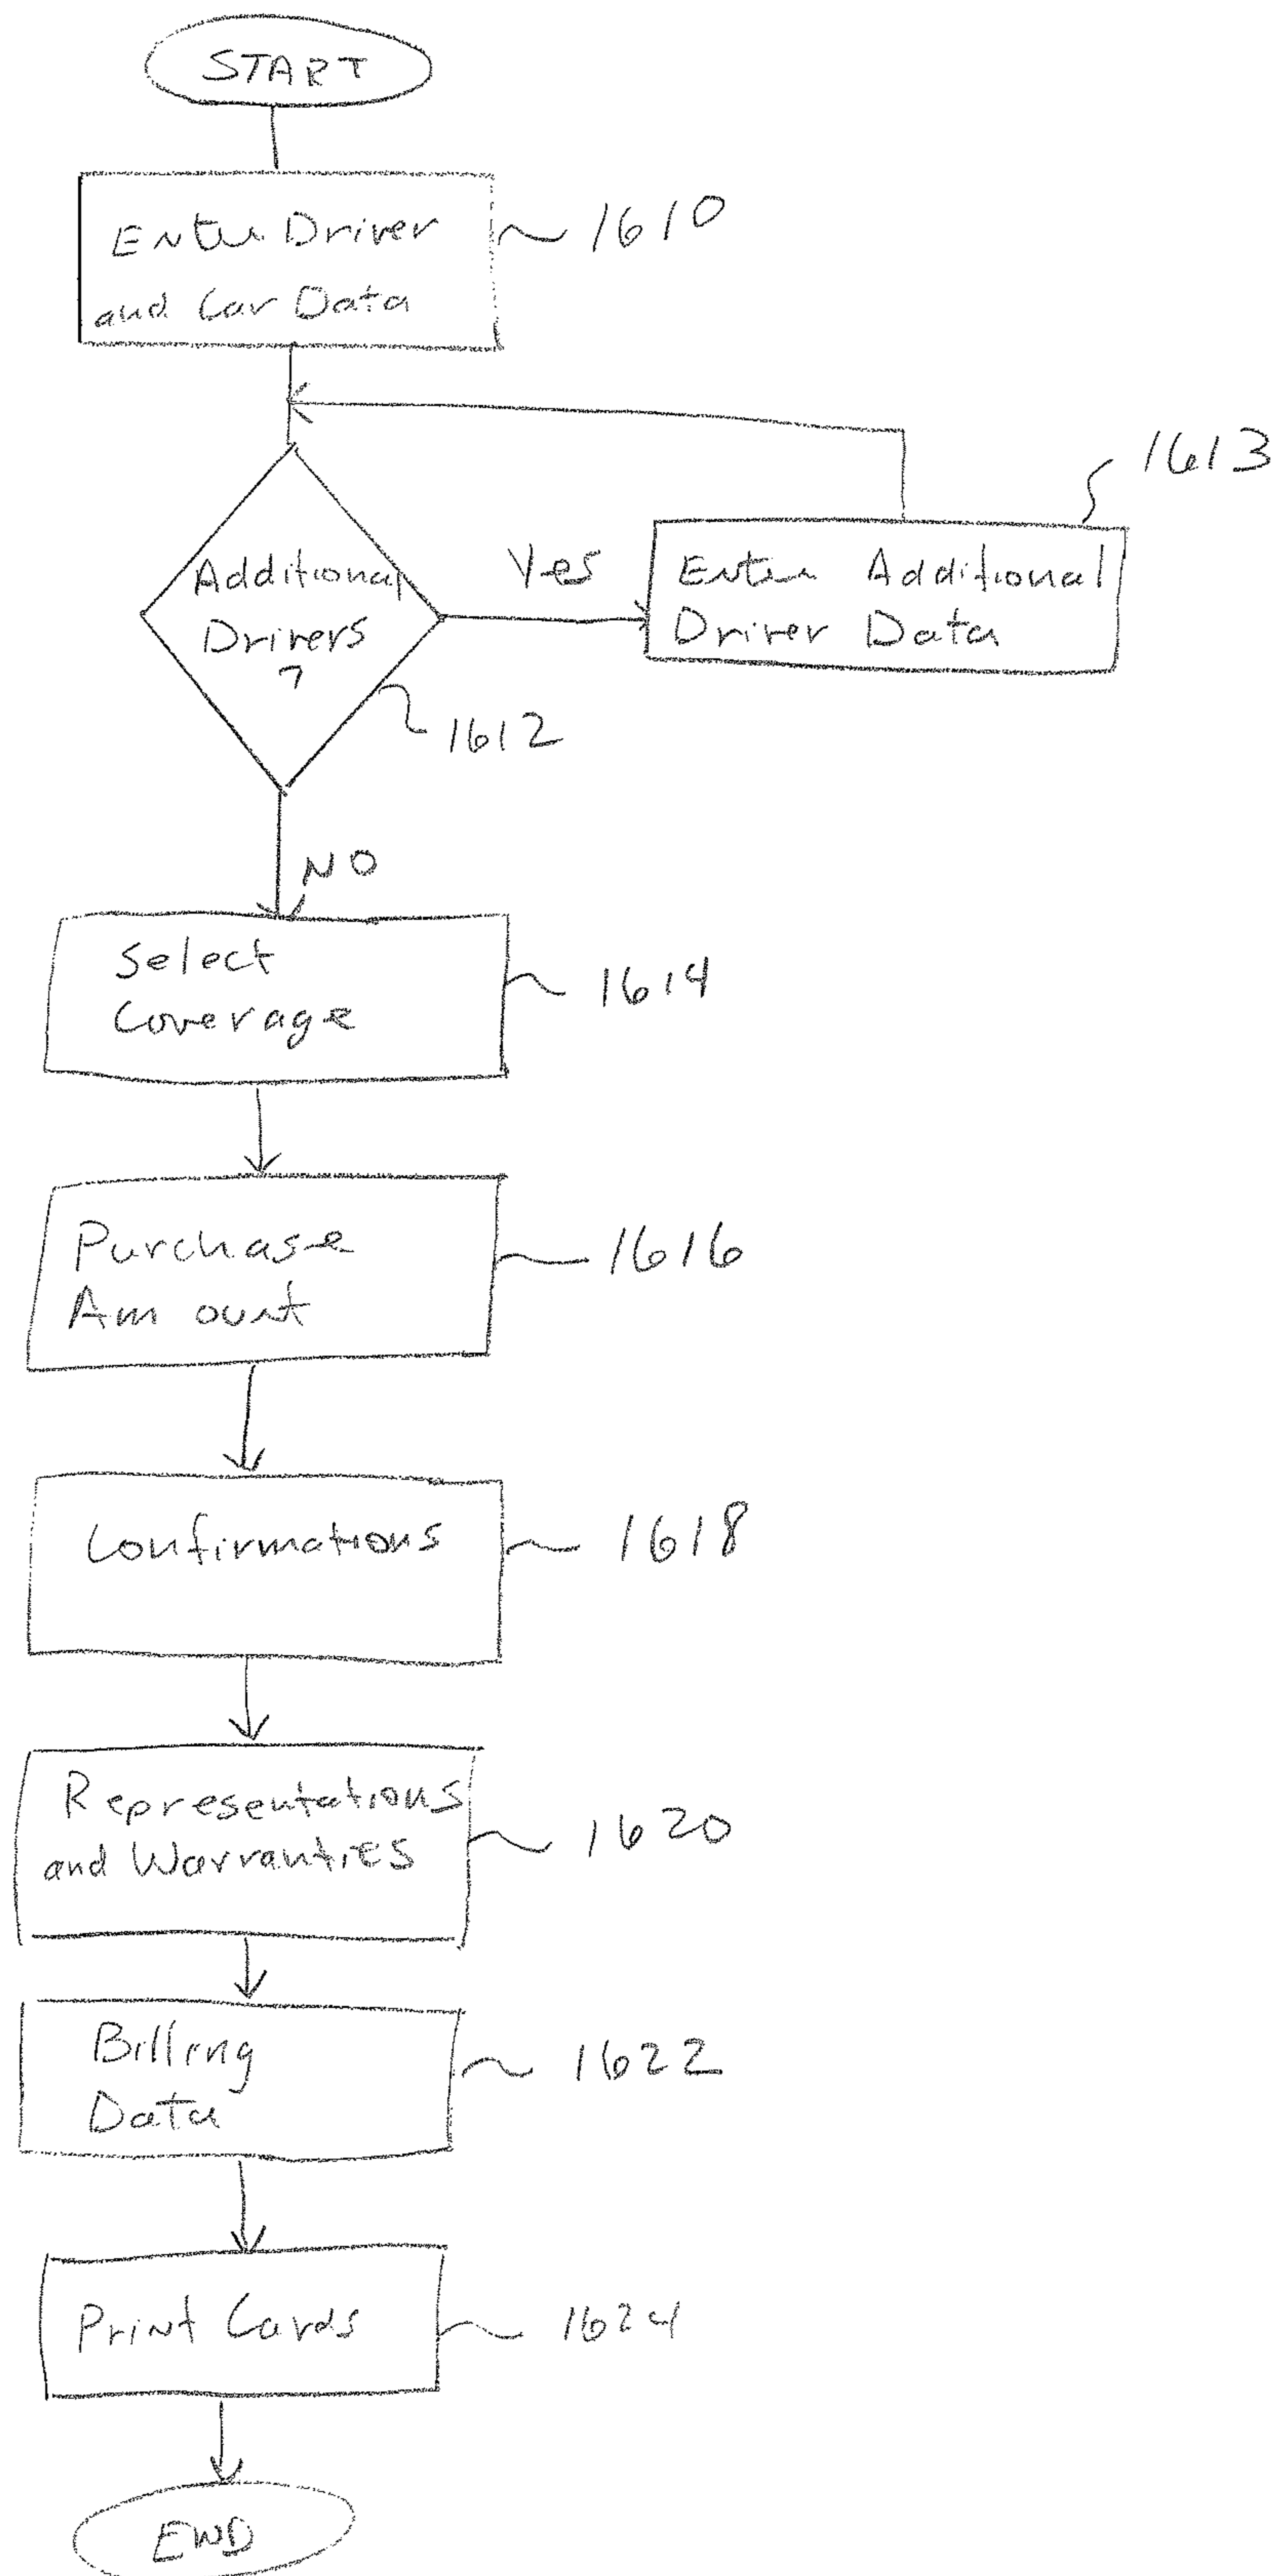 START
Enter Driver
and Car Data
1610
1613
Additional
Drivers
?
Yes
Enter Additional
Driver Data
1612
NO
Select
Coverage
1614
Purchase
Amount
1616
Confirmations
1618
Representations
and Warranties
1620
Billing
Data
1622
Print Cards
1624
END